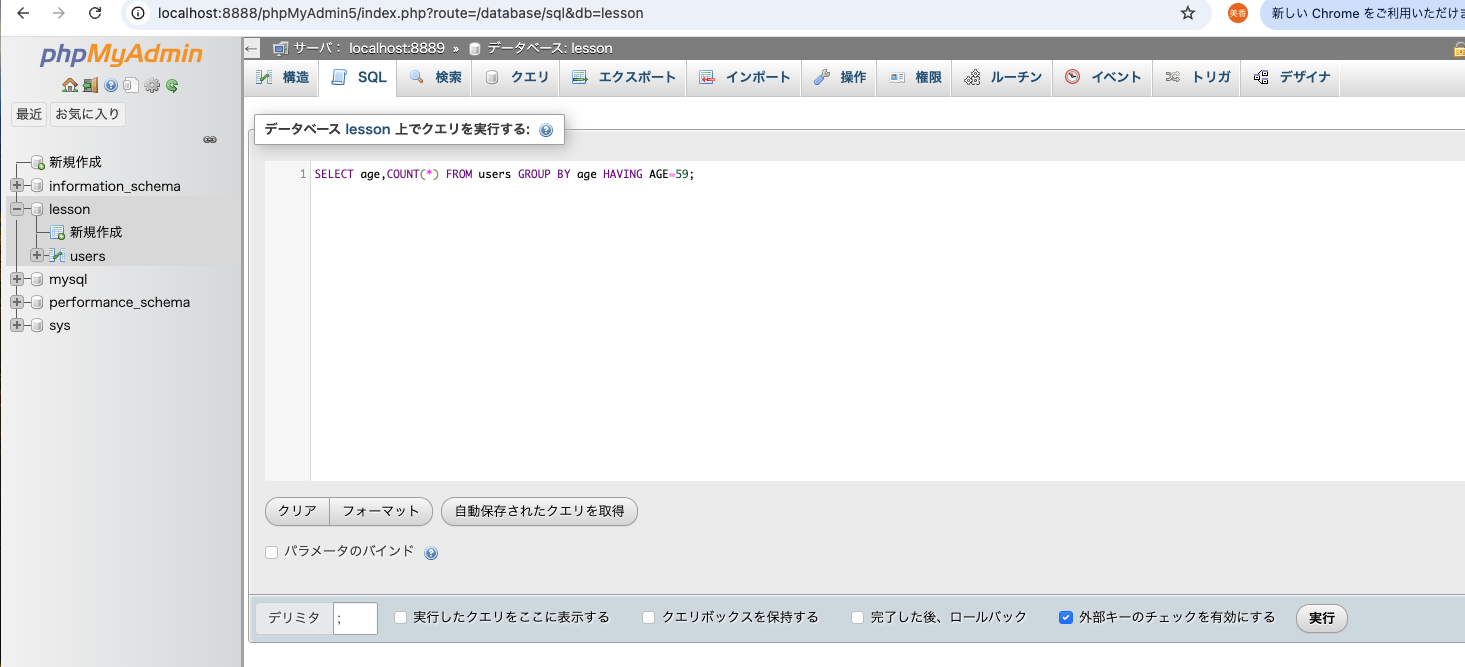 localhost:8888/phpMyAdmin5/index.php?route=/database/sql&db=lesson
美香
新しい Chrome をご利用いただけま
phpMyAdmin
最近
お気に入り
新規作成
information_schema
lesson
新規作成
users
mysql
performance_schema
sys
サーバ: localhost:8889 » データベース: lesson
構造
SQL
検索
クエリ
エクスポート
インポート
操作
権限
ルーチン
イベント
トリガ
デザイナ
データベース lesson 上でクエリを実行する:
1 SELECT age,COUNT(*) FROM users GROUP BY age HAVING AGE=59;
クリア
フォーマット
自動保存されたクエリを取得
パラメータのバインド
デリミタ ;
実行したクエリをここに表示する
クエリボックスを保持する
完了した後、ロールバック
外部キーのチェックを有効にする
実行